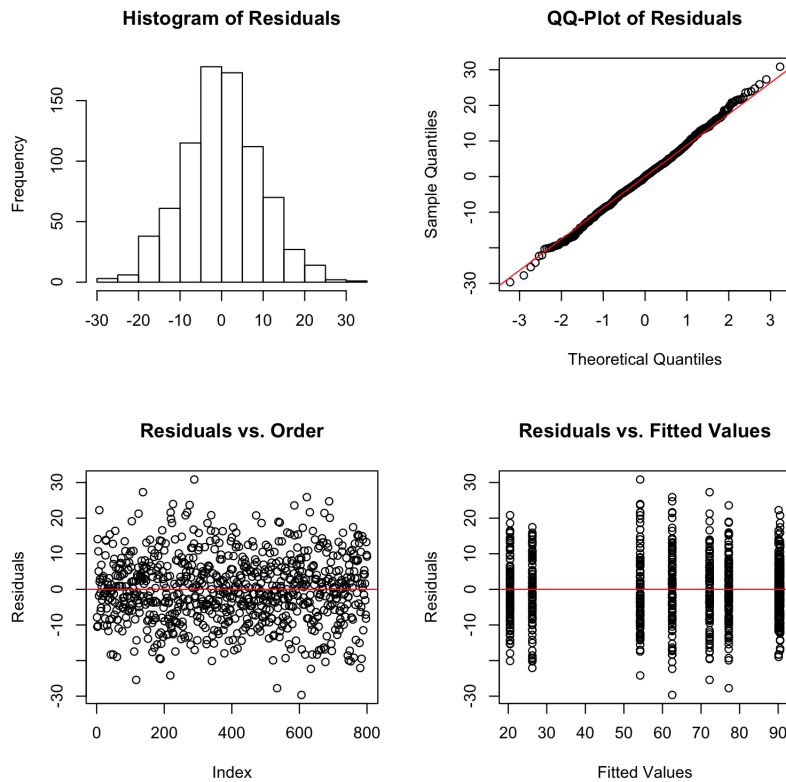 Histogram of Residuals
Frequency
0 50 100 150
-30 -20 -10 0 10 20 30
QQ-Plot of Residuals
Sample Quantiles
-30 -10 0 10 20 30
-3 -2 -1 0 1 2 3
Theoretical Quantiles
Residuals vs. Order
Residuals
-30 -10 0 10 20 30
0 200 400 600 800
Index
Residuals vs. Fitted Values
Residuals
-30 -10 0 10 20 30
20 30 40 50 60 70 80 90
Fitted Values